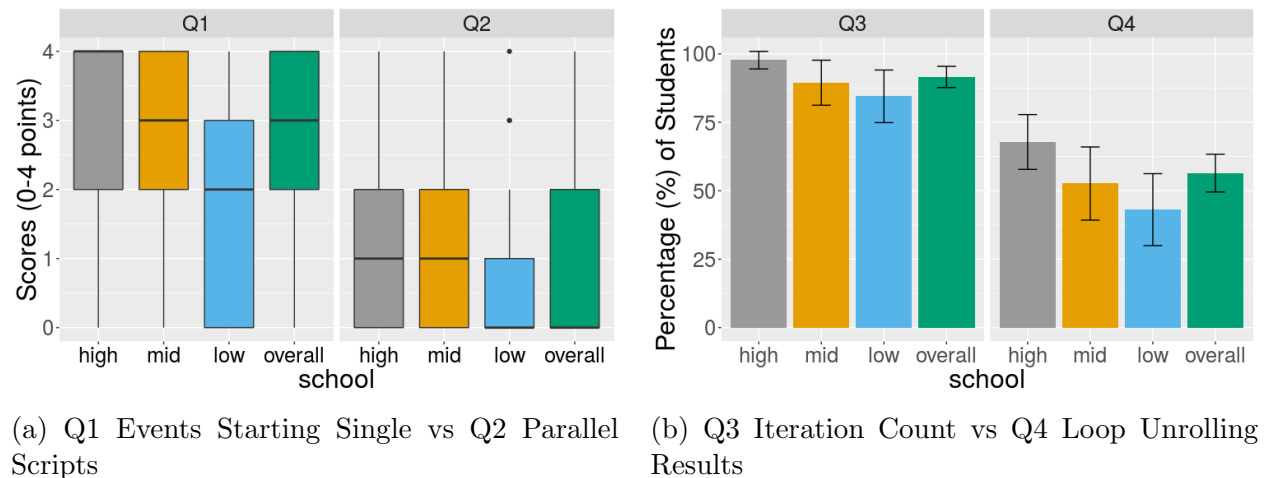 Q1 Q2
Scores (0-4 points)
4
3
2
1
0
high mid low overall high mid low overall
school
(a) Q1 Events Starting Single vs Q2 Parallel
Scripts
Q3 Q4
Percentage (%) of Students
100
75
50
25
0
high mid low overall high mid low overall
school
(b) Q3 Iteration Count vs Q4 Loop Unrolling
Results